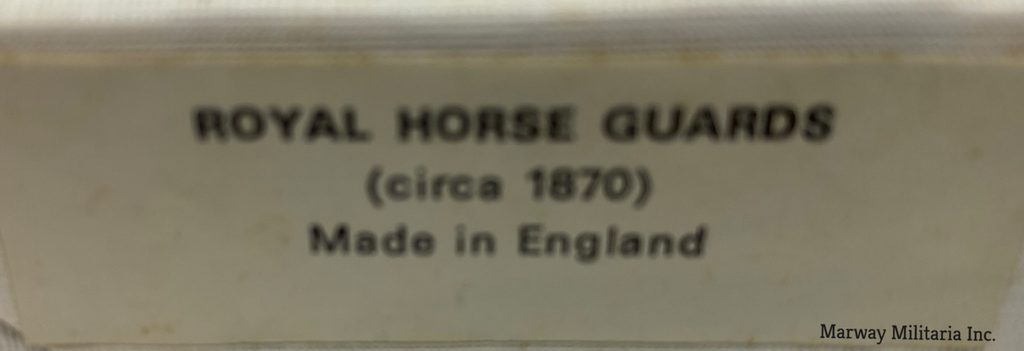 ROYAL HORSE GUARDS
(circa 1870)
Made in England
Marway Militaria Inc.